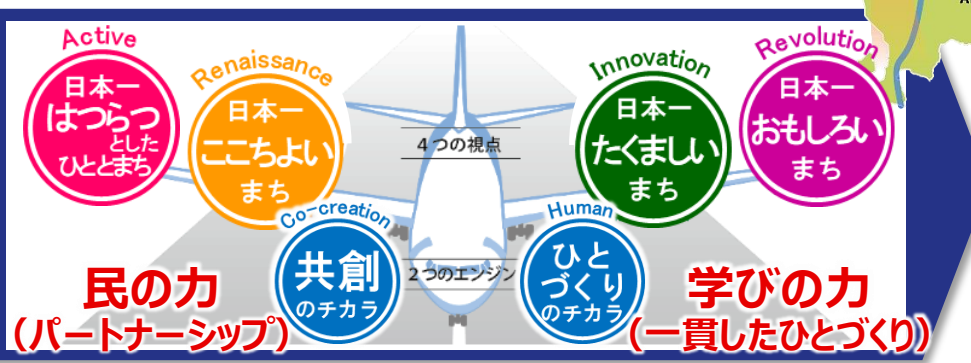 Active
日本一
はつらつ
とした
ひととまち
Renaissance
日本一
ここちよい
まち
4つの視点
Innovation
日本一
たくましい
まち
Revolution
日本一
おもしろい
まち
Co-creation
共創
のチカラ
2つのエンジン
Human
ひと
づくり
のチカラ
民の力
（パートナーシップ）
学びの力
（一貫したひとづくり）